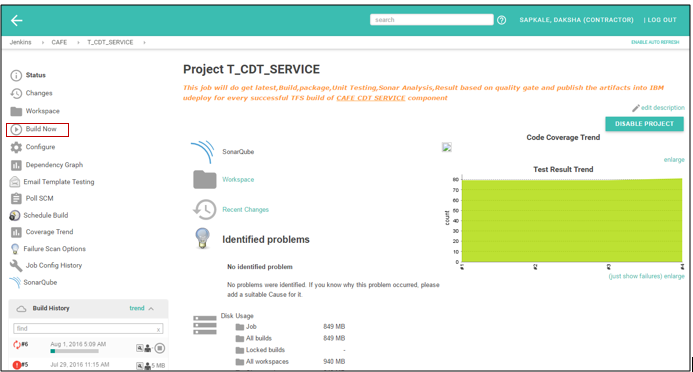 search
SAPKALE, DAKSHA (CONTRACTOR) | LOG OUT
Jenkins › CAFE › T_CDT_SERVICE ›
ENABLE AUTO REFRESH
Status
Changes
Workspace
Build Now
Configure
Dependency Graph
Email Template Testing
Poll SCM
Schedule Build
Coverage Trend
Failure Scan Options
Job Config History
SonarQube
Build History
trend
find
x
#6
Aug 1, 2016 5:09 AM
#5
Jul 29, 2016 11:15 AM
5 MB
Project T_CDT_SERVICE
This job will do get latest,Build,package,Unit Testing,Sonar Analysis,Result based on quality gate and publish the artifacts into IBM
udeploy for every successful TFS build of CAFE CDT SERVICE component
edit description
DISABLE PROJECT
SonarQube
Workspace
Recent Changes
Identified problems
No identified problem
No problems were identified. If you know why this problem occurred, please
add a suitable Cause for it.
Disk Usage
Job 849 MB
All builds 849 MB
Locked builds -
All workspaces 940 MB
Code Coverage Trend
enlarge
Test Result Trend
count
80
70
60
50
40
30
20
10
0
#1
#2
#3
#4
(just show failures) enlarge